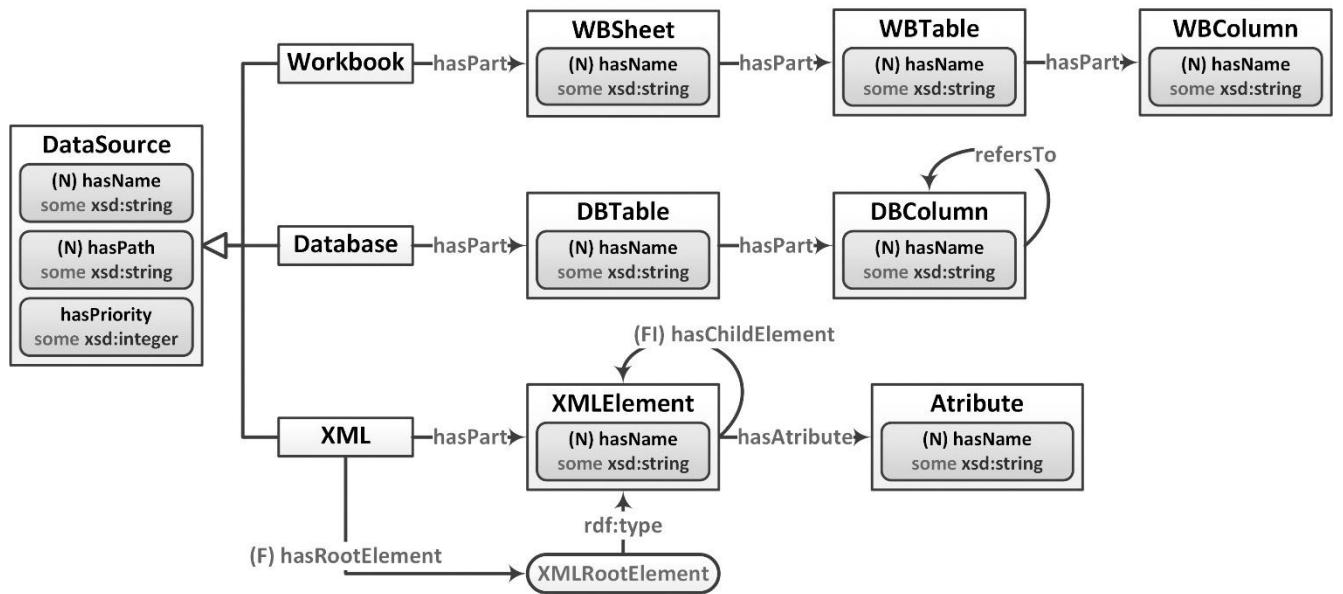 WBSheet
(N) hasName
some xsd:string
WBTable
(N) hasName
some xsd:string
WBColumn
(N) hasName
some xsd:string
Workbook
hasPart
hasPart
hasPart
DataSource
(N) hasName
some xsd:string
(N) hasPath
some xsd:string
hasPriority
some xsd:integer
refersTo
Database
hasPart
DBTable
(N) hasName
some xsd:string
hasPart
DBColumn
(N) hasName
some xsd:string
(FI) hasChildElement
XML
hasPart
XMLElement
(N) hasName
some xsd:string
hasAtribute
Atribute
(N) hasName
some xsd:string
rdf:type
(F) hasRootElement
XMLRootElement